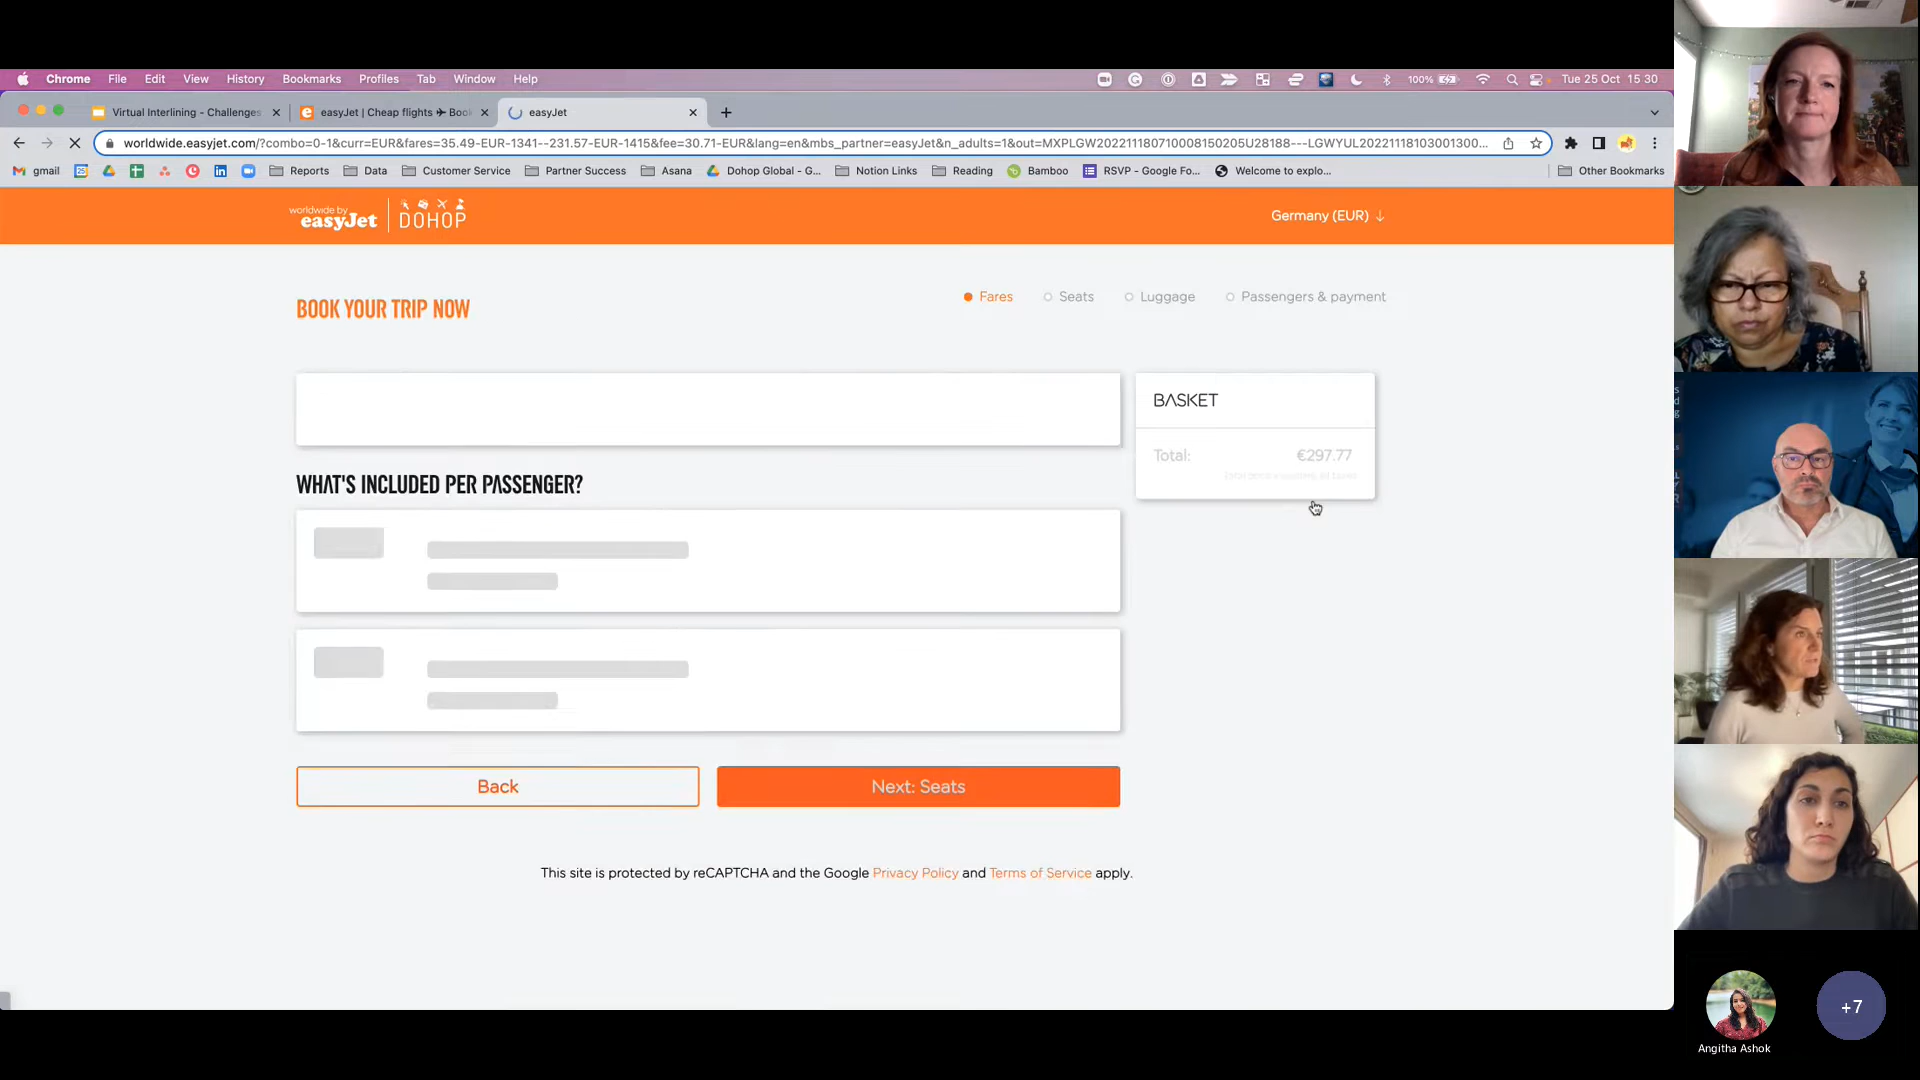 Chrome File Edit View History Bookmarks Profiles Tab Window Help
100% Tue 25 Oct 15 30
Virtual Interlining - Challenges
easyJet | Cheap flights ✈ Boo
easyJet
worldwide.easyjet.com/?combo=0-1&curr=EUR&fares=35.49-EUR-1341--231.57-EUR-1415&fee=30.71-EUR&lang=en&mbs_partner=easyJet&n_adults=1&out=MXPLGW202211180710008150205U28188---LGWYUL20221118103001300...
gmail Reports Data Customer Service Partner Success Asana Dohop Global - G... Notion Links Reading Bamboo RSVP - Google Fo... Welcome to explo... Other Bookmarks
worldwide by
easyJet
DOHOP
Germany (EUR) ↓
BOOK YOUR TRIP NOW
Fares Seats Luggage Passengers & payment
BASKET
Total: €297.77
WHAT'S INCLUDED PER PASSENGER?
Back
Next: Seats
This site is protected by reCAPTCHA and the Google Privacy Policy and Terms of Service apply.
+7
Angitha Ashok